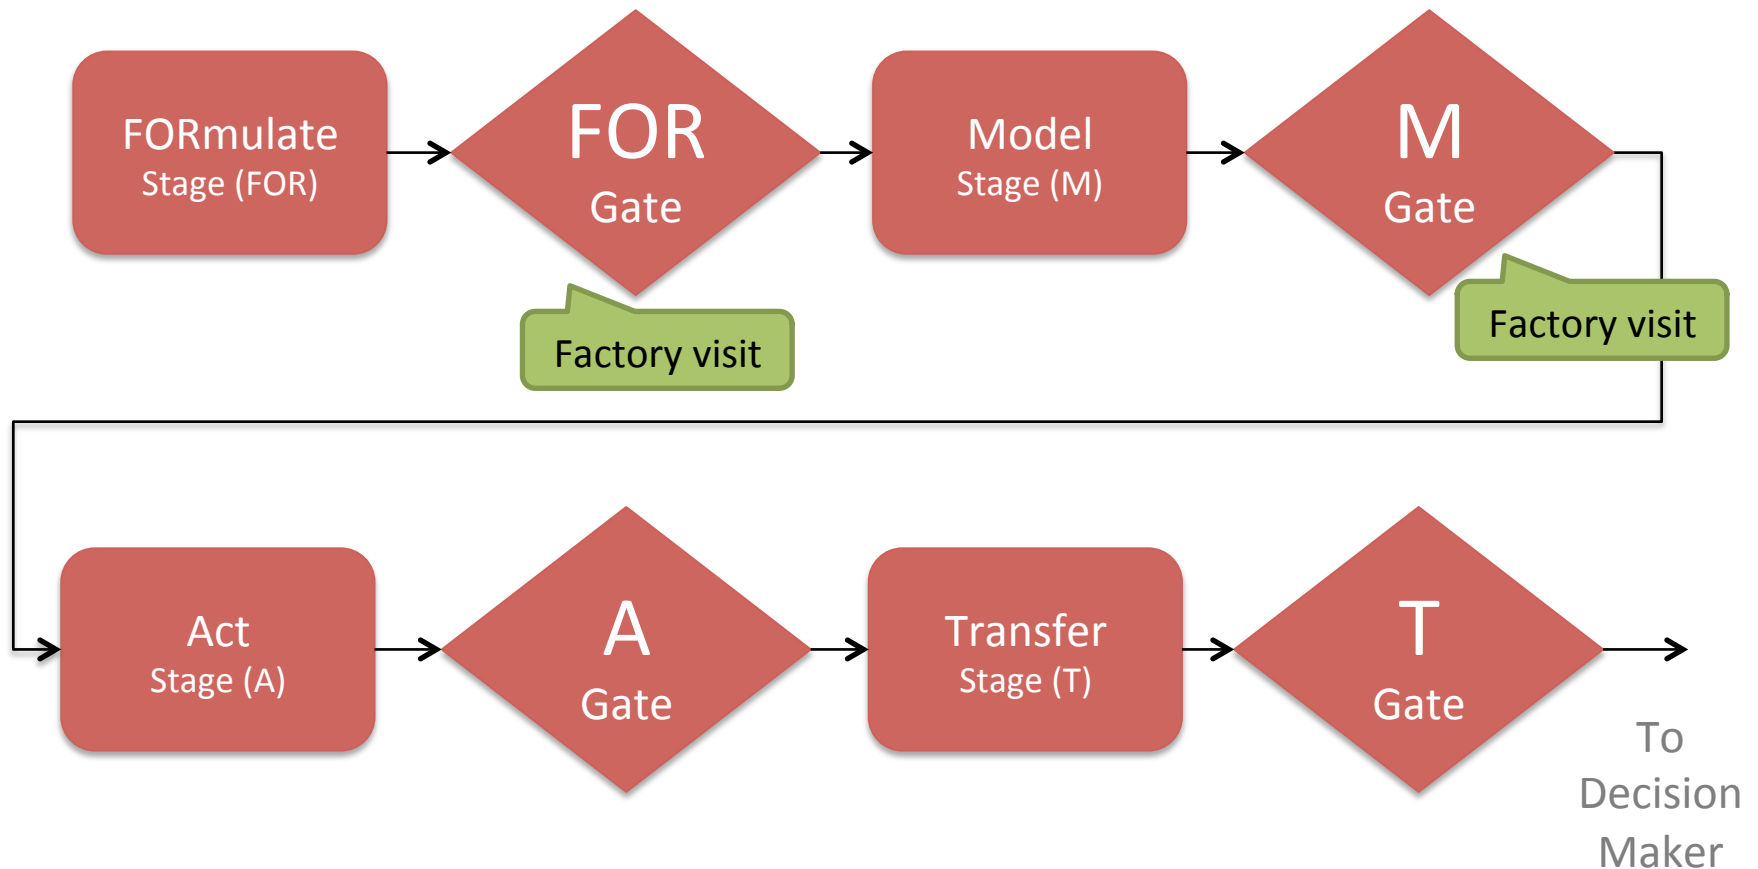 FORmulate
Stage (FOR)
FOR
Gate
Model
Stage (M)
M
Gate
Factory visit
Factory visit
Act
Stage (A)
A
Gate
Transfer
Stage (T)
T
Gate
To
Decision
Maker